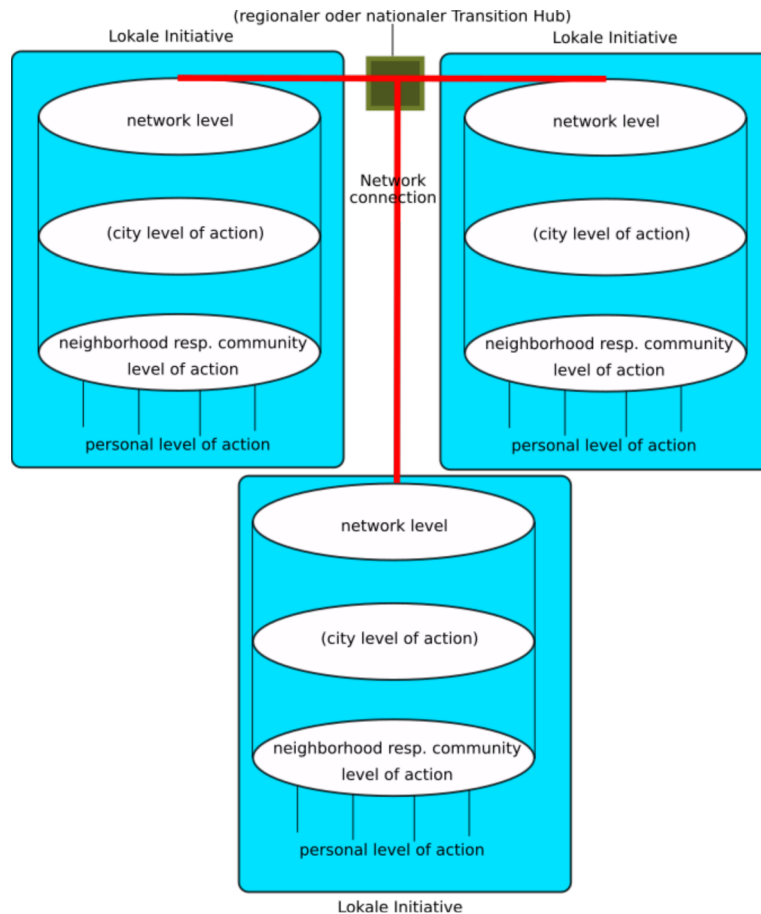 (regionaler oder nationaler Transition Hub)
Lokale Initiative
Lokale Initiative
network level
(city level of action)
neighborhood resp. community
level of action
personal level of action
Network
connection
network level
(city level of action)
neighborhood resp. community
level of action
personal level of action
network level
(city level of action)
neighborhood resp. community
level of action
personal level of action
Lokale Initiative